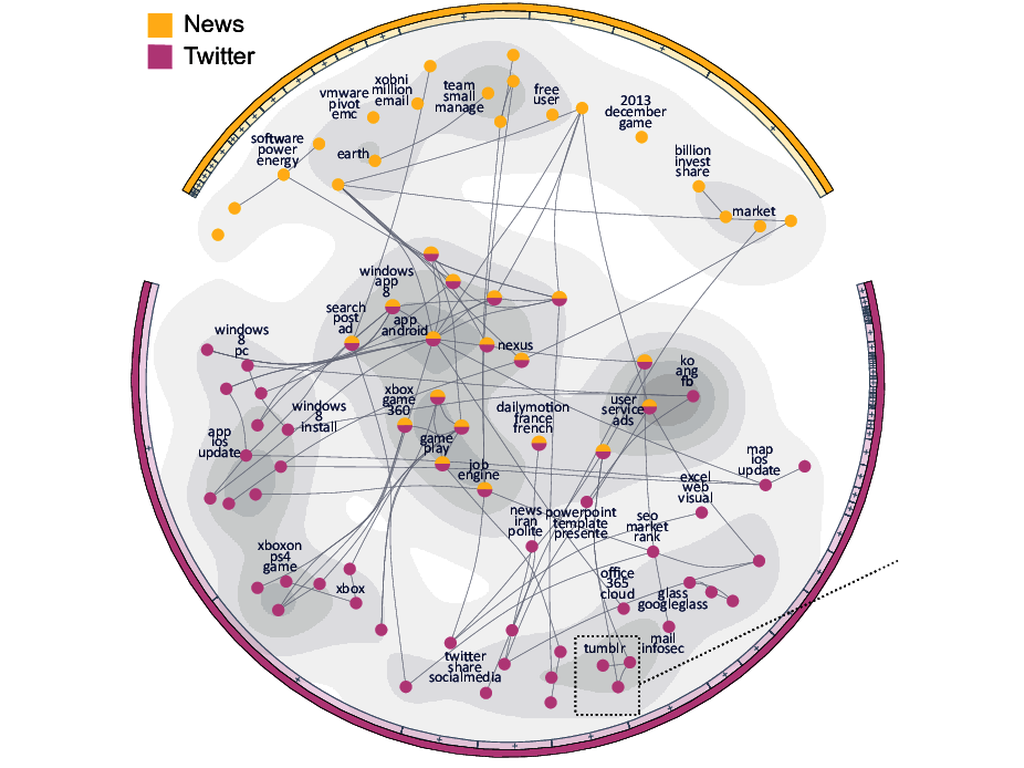 News
Twitter
xobni
million
email
vmware
pivot
emc
team
small
manage
free
user
2013
december
game
software
power
energy
earth
billion
invest
share
market
windows
app
8
search
post
ad
app
android
nexus
windows
8
pc
ko
ang
fb
xbox
game
360
user
service
ads
dailymotion
france
french
windows
8
install
game
play
app
ios
update
job
engine
map
ios
update
excel
web
visual
news
iran
polite
powerpoint
template
presente
seo
market
rank
xboxon
ps4
game
xbox
office
365
cloud
glass
googleglass
mail
infosec
tumblr
twitter
share
socialmedia